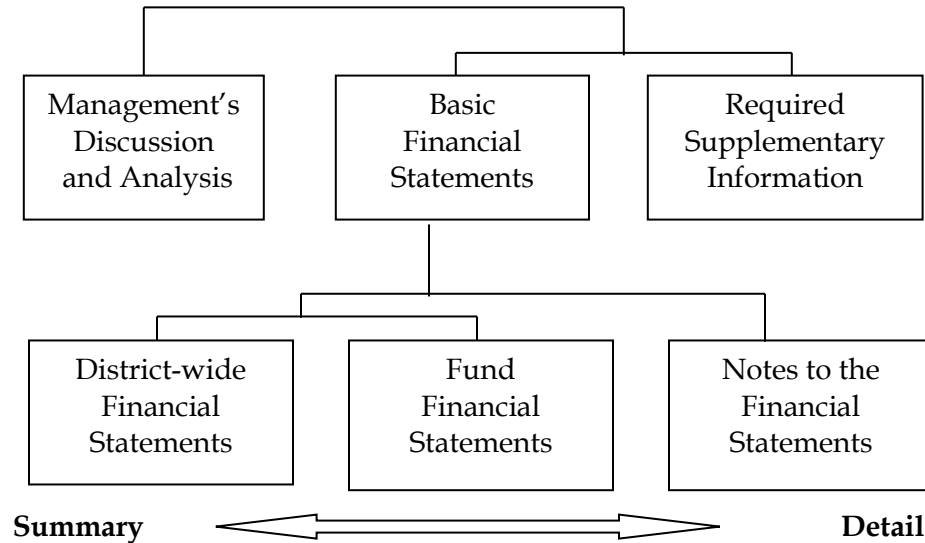 Management’s
Discussion
and Analysis
Basic
Financial
Statements
Required
Supplementary
Information
District-wide
Financial
Statements
Fund
Financial
Statements
Notes to the
Financial
Statements
Summary
Detail